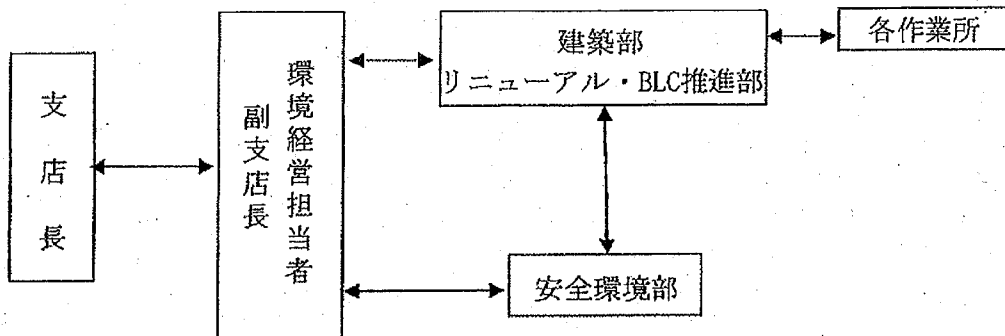 支店長
環境経営担当者
副支店長
建築部
リニューアル・BLC推進部
各作業所
安全環境部